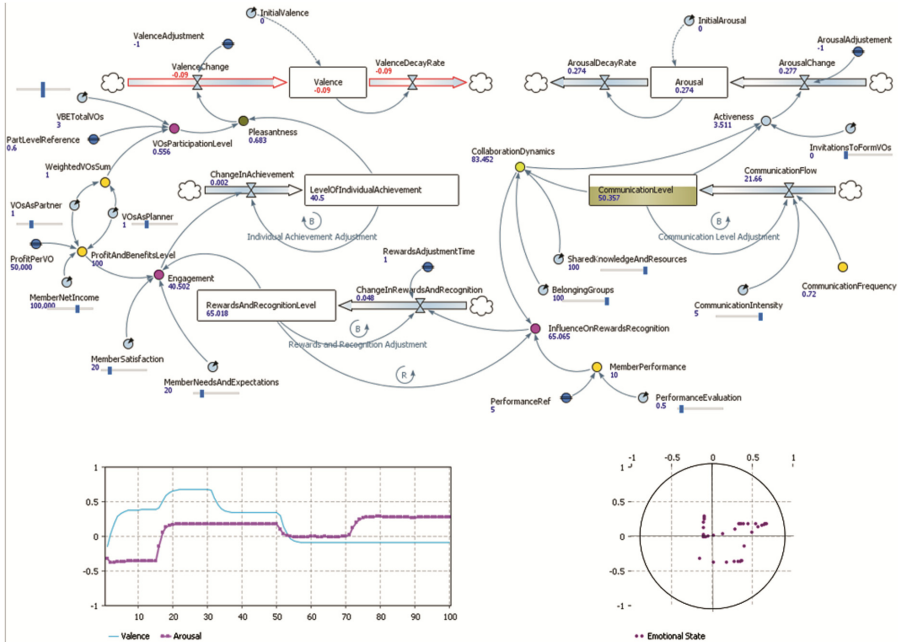 InitialValence
0
ValenceAdjustment
-1
ValenceChange
-0.09
Valence
-0.09
ValenceDecayRate
-0.09
InitialArousal
0
ArousalAdjustement
-1
ArousalDecayRate
0.274
Arousal
0.274
ArousalChange
0.277
VBETotalVOs
3
PartLevelReference
0.6
VOsParticipationLevel
0.556
Pleasantness
0.683
Activeness
3.511
InvitationsToFormVOs
0
CollaborationDynamics
83.452
WeightedVOsSum
1
ChangeInAchievement
0.002
LevelOfIndividualAchievement
40.5
CommunicationLevel
50.357
CommunicationFlow
21.66
VOsAsPartner
1
VOsAsPlanner
1
B
Individual Achievement Adjustment
B
Communication Level Adjustment
ProfitPerVO
50.000
ProfitAndBenefitsLevel
100
RewardsAdjustmentTime
1
SharedKnowledgeAndResources
100
MemberNetIncome
100,000
Engagement
40.502
ChangeInRewardsAndRecognition
0.048
BelongingGroups
100
CommunicationIntensity
5
CommunicationFrequency
0.72
RewardsAndRecognitionLevel
65.018
B
Rewards and Recognition Adjustment
InfluenceOnRewardsRecognition
65.065
MemberSatisfaction
20
MemberNeedsAndExpectations
20
R
MemberPerformance
10
PerformanceRef
5
PerformanceEvaluation
0.5
1
0.5
0
-0.5
-1
10 20 30 40 50 60 70 80 90 100
Valence Arousal
-1 -0.5 0 0.5 1
1
0.5
0
-0.5
-1
Emotional State